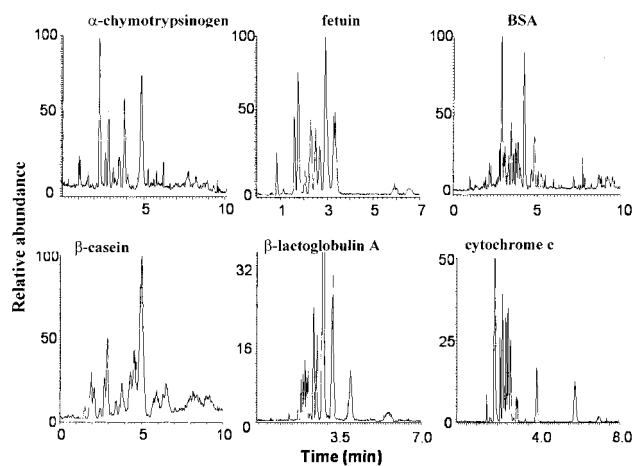 α-chymotrypsinogen fetuin BSA
100 100 100
50 50 50
0 0 0
5 10 1 3 5 7 0 5 10
Relative abundance
β-casein β-lactoglobulin A cytochrome c
100 32 50
50 16 25
0 0 0
0 5 10 3.5 7.0 4.0 8.0
Time (min)